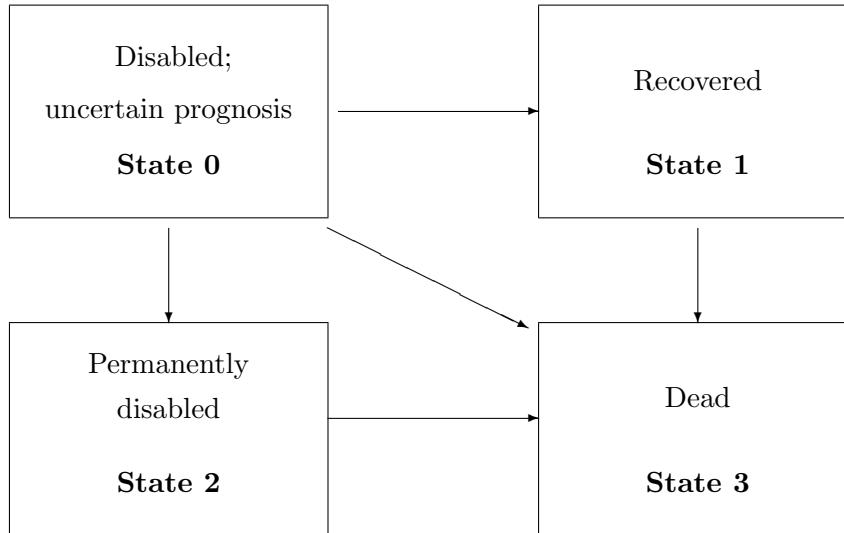 Disabled;
uncertain prognosis
State 0
Recovered
State 1
Permanently
disabled
State 2
Dead
State 3